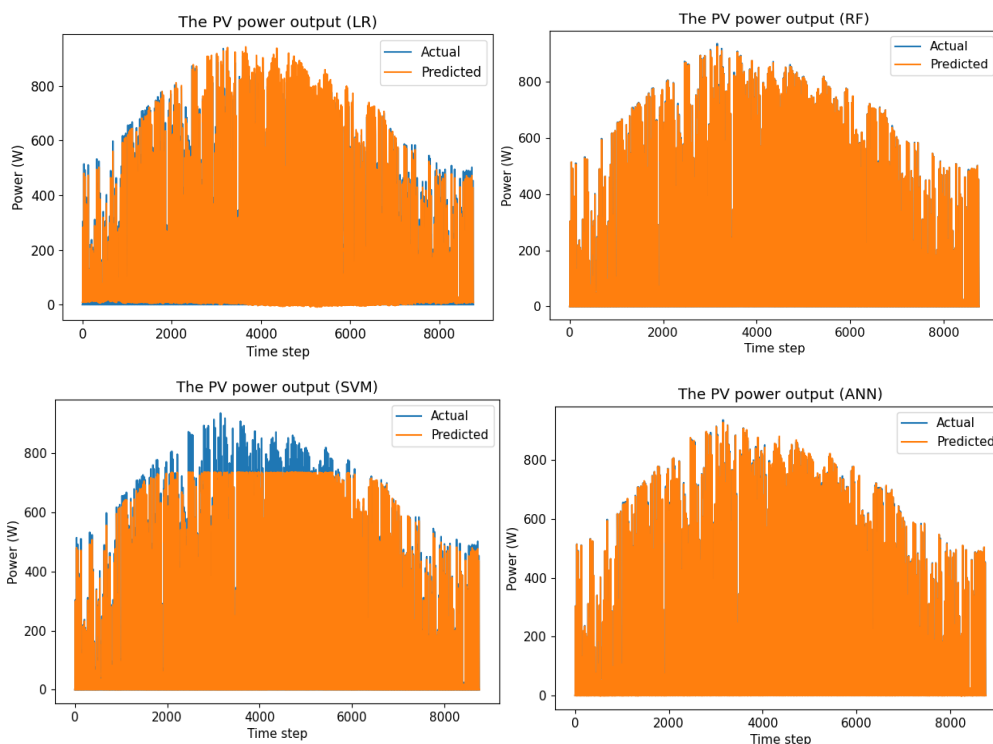 The PV power output (LR)
Actual
Predicted
800
600
400
200
0
Power (W)
0
2000
4000
6000
8000
Time step
The PV power output (RF)
Actual
Predicted
800
600
400
200
0
Power (W)
0
2000
4000
6000
8000
Time step
The PV power output (SVM)
Actual
Predicted
800
600
400
200
0
Power (W)
0
2000
4000
6000
8000
Time step
The PV power output (ANN)
Actual
Predicted
800
600
400
200
0
Power (W)
0
2000
4000
6000
8000
Time step